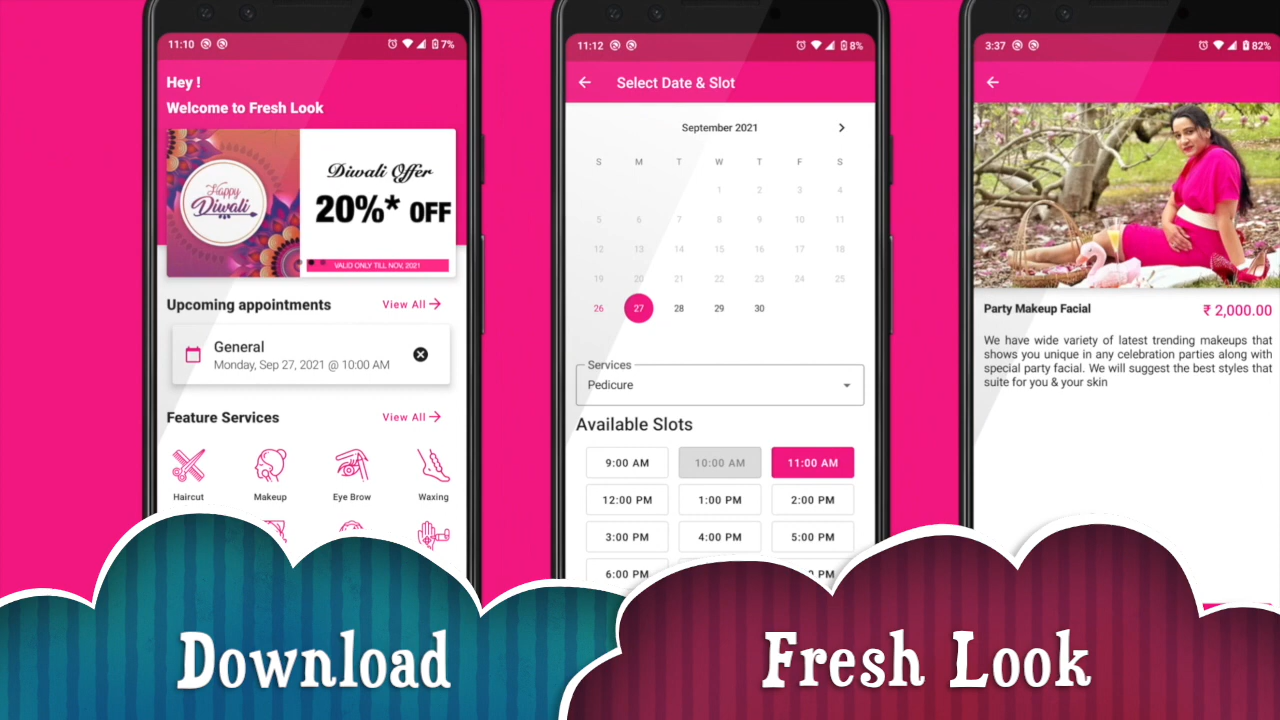 11:10
7%
Hey !
Welcome to Fresh Look
Happy
Diwali
Diwali Offer
20%* OFF
VALID ONLY TILL NOV, 2021
Upcoming appointments
View All
General
Monday, Sep 27, 2021 @ 10:00 AM
Feature Services
View All
Haircut
Makeup
Eye Brow
Waxing
11:12
8%
Select Date & Slot
September 2021
S M T W T F S
1 2 3 4
5 6 7 8 9 10 11
12 13 14 15 16 17 18
19 20 21 22 23 24 25
26 27 28 29 30
Services
Pedicure
Available Slots
9:00 AM 10:00 AM 11:00 AM
12:00 PM 1:00 PM 2:00 PM
3:00 PM 4:00 PM 5:00 PM
6:00 PM PM
3:37
82%
Party Makeup Facial
₹ 2,000.00
We have wide variety of latest trending makeups that
shows you unique in any celebration parties along with
special party facial. We will suggest the best styles that
suite for you & your skin
Download
Fresh Look